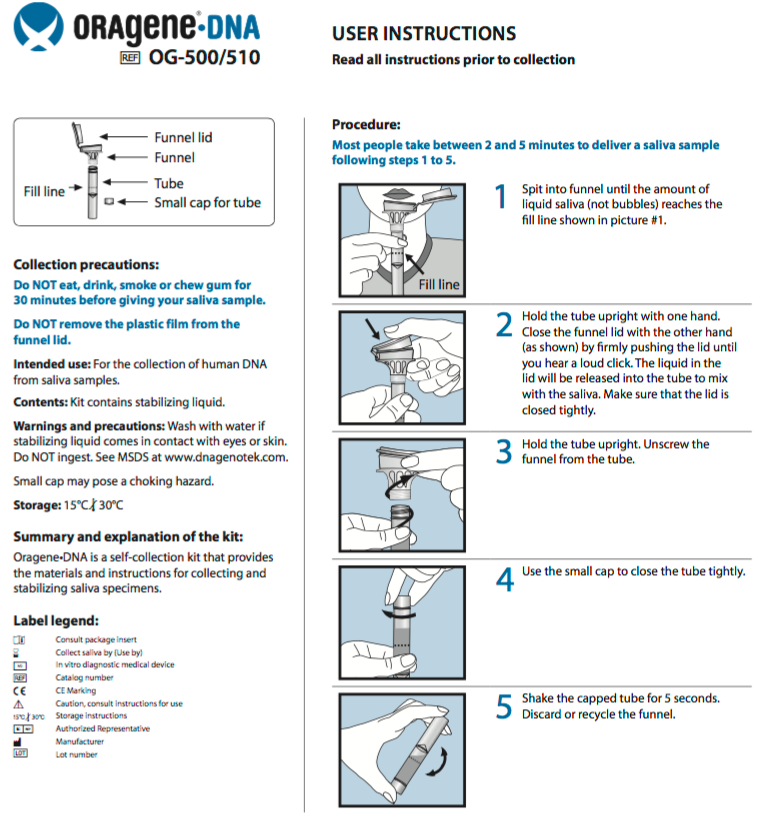 ORAGENE®•DNA
REF OG-500/510
USER INSTRUCTIONS
Read all instructions prior to collection
Funnel lid
Funnel
Tube
Fill line
Small cap for tube
Collection precautions:
Do NOT eat, drink, smoke or chew gum for
30 minutes before giving your saliva sample.
Do NOT remove the plastic film from the
funnel lid.
Intended use: For the collection of human DNA
from saliva samples.
Contents: Kit contains stabilizing liquid.
Warnings and precautions: Wash with water if
stabilizing liquid comes in contact with eyes or skin.
Do NOT ingest. See MSDS at www.dnagenotek.com.
Small cap may pose a choking hazard.
Storage: 15°C 30°C
Summary and explanation of the kit:
Oragene•DNA is a self-collection kit that provides
the materials and instructions for collecting and
stabilizing saliva specimens.
Label legend:
Consult package insert
Collect saliva by (Use by)
In vitro diagnostic medical device
REF Catalog number
CE CE Marking
Caution, consult instructions for use
15°C 30°C Storage instructions
Authorized Representative
Manufacturer
LOT Lot number
Procedure:
Most people take between 2 and 5 minutes to deliver a saliva sample
following steps 1 to 5.
Fill line
1 Spit into funnel until the amount of
liquid saliva (not bubbles) reaches the
fill line shown in picture #1.
2 Hold the tube upright with one hand.
Close the funnel lid with the other hand
(as shown) by firmly pushing the lid until
you hear a loud click. The liquid in the
lid will be released into the tube to mix
with the saliva. Make sure that the lid is
closed tightly.
3 Hold the tube upright. Unscrew the
funnel from the tube.
4 Use the small cap to close the tube tightly.
5 Shake the capped tube for 5 seconds.
Discard or recycle the funnel.